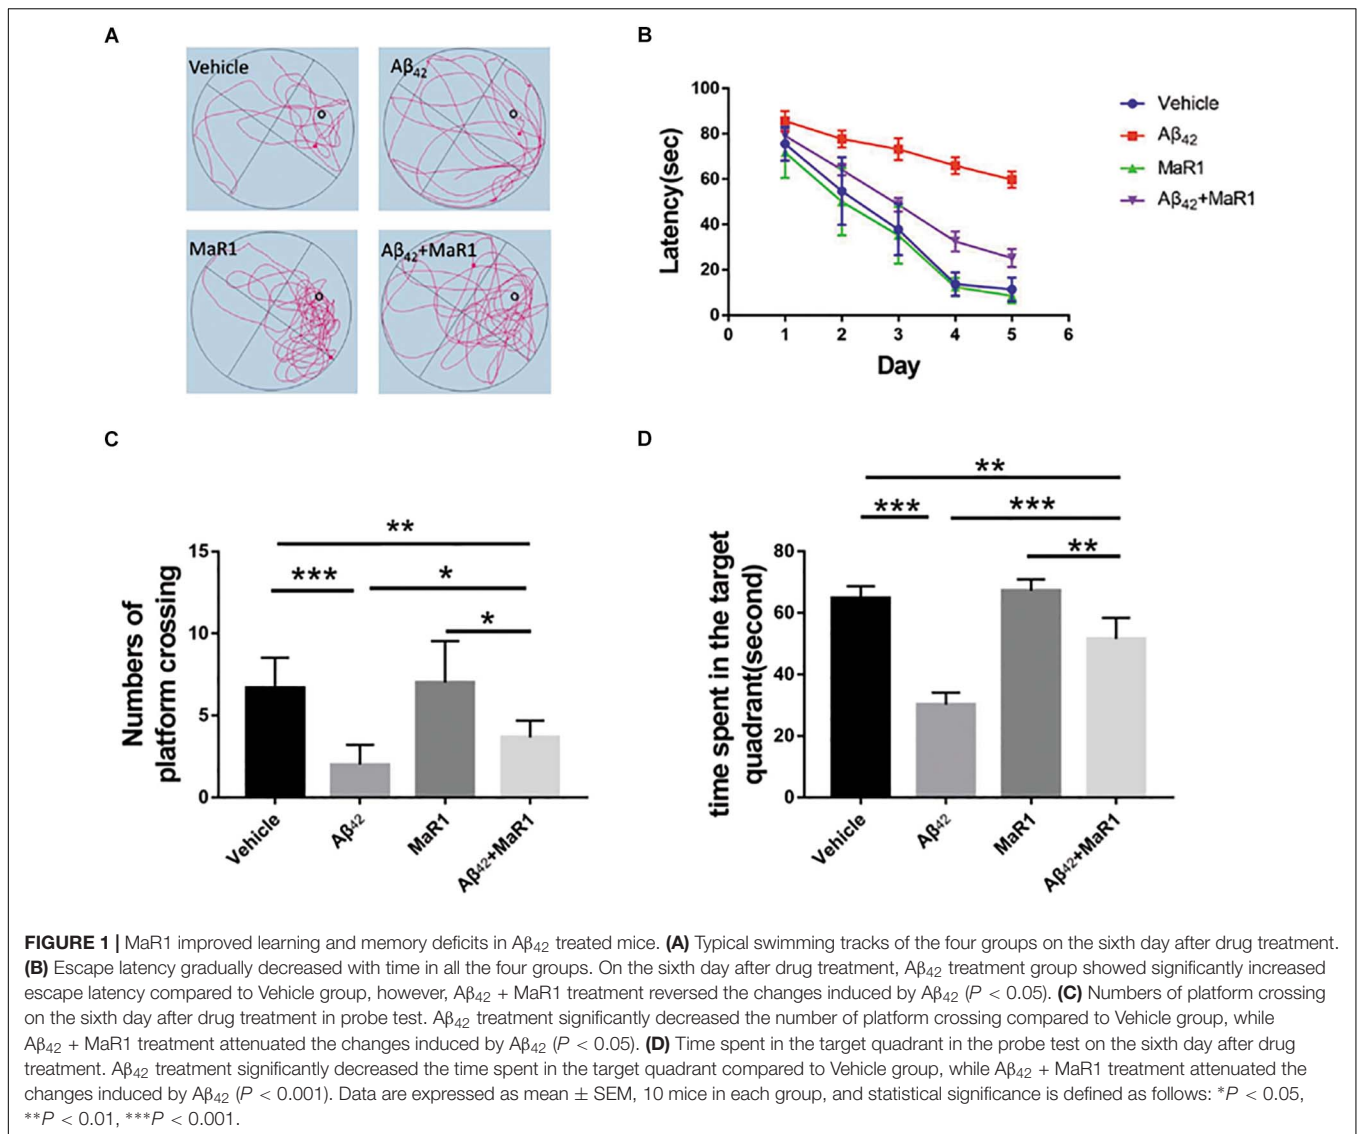 A
Vehicle
Aβ₄₂
MaR1
Aβ₄₂+MaR1
B
Latency(sec)
100
80
60
40
20
0
0 1 2 3 4 5 6
Day
Vehicle
Aβ₄₂
MaR1
Aβ₄₂+MaR1
C
Numbers of
platform crossing
15
10
5
0
**
***
*
*
Vehicle
Aβ⁴²
MaR1
Aβ⁴²+MaR1
D
time spent in the target
quadrant(second)
80
60
40
20
0
**
***
***
**
Vehicle
Aβ⁴²
MaR1
Aβ⁴²+MaR1
FIGURE 1 | MaR1 improved learning and memory deficits in Aβ₄₂ treated mice. (A) Typical swimming tracks of the four groups on the sixth day after drug treatment.
(B) Escape latency gradually decreased with time in all the four groups. On the sixth day after drug treatment, Aβ₄₂ treatment group showed significantly increased
escape latency compared to Vehicle group, however, Aβ₄₂ + MaR1 treatment reversed the changes induced by Aβ₄₂ (P < 0.05). (C) Numbers of platform crossing
on the sixth day after drug treatment in probe test. Aβ₄₂ treatment significantly decreased the number of platform crossing compared to Vehicle group, while
Aβ₄₂ + MaR1 treatment attenuated the changes induced by Aβ₄₂ (P < 0.05). (D) Time spent in the target quadrant in the probe test on the sixth day after drug
treatment. Aβ₄₂ treatment significantly decreased the time spent in the target quadrant compared to Vehicle group, while Aβ₄₂ + MaR1 treatment attenuated the
changes induced by Aβ₄₂ (P < 0.001). Data are expressed as mean ± SEM, 10 mice in each group, and statistical significance is defined as follows: *P < 0.05,
**P < 0.01, ***P < 0.001.